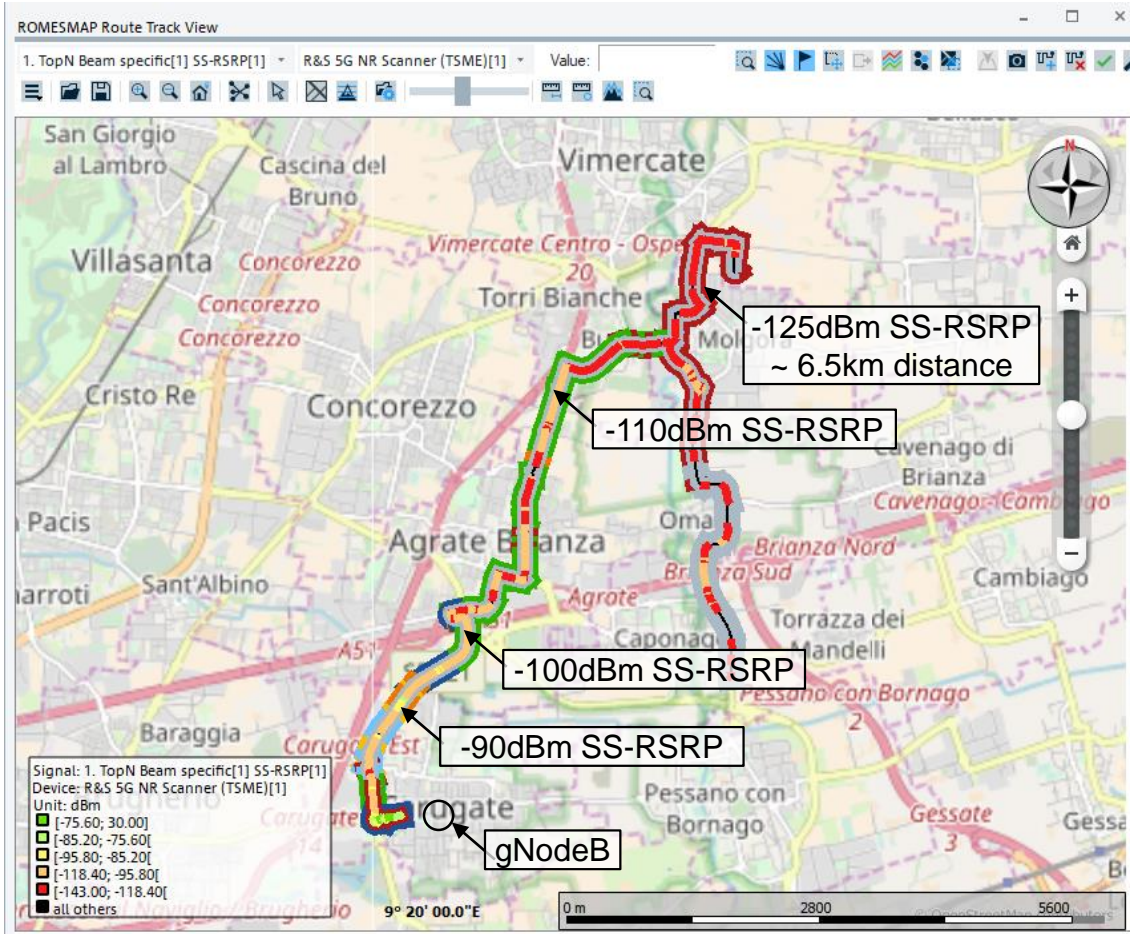 ROMESMAP Route Track View
1. TopN Beam specific[1] SS-RSRP[1]
R&S 5G NR Scanner (TSME)[1]
Value:
San Giorgio
al Lambro
Cascina del
Bruno
Vimercate
N
Villasanta
Concorezzo
Vimercate Centro - Ospe
20
Concorezzo
Concorezzo
Torri Bianche
-125dBm SS-RSRP
~ 6.5km distance
Cristo Re
Concorezzo
-110dBm SS-RSRP
Cavenago di
Brianza
Cavenago-Cambiago
Pacis
Oma
Agrate Brianza
Brianza Nord
Brianza Sud
Cambiago
Sant'Albino
Agrate
Torrazza dei
Mandelli
A51
Caponago
-100dBm SS-RSRP
Pessano Con Bornago
2
Baraggia
-90dBm SS-RSRP
Carugate Est
Signal: 1. TopN Beam specific[1] SS-RSRP[1]
Device: R&S 5G NR Scanner (TSME)[1]
Unit: dBm
[-75.60; 30.00]
[-85.20; -75.60[
[-95.80; -85.20[
[-118.40; -95.80[
[-143.00; -118.40[
all others
Carugate
Carugate
14
Pessano con
Bornago
Gessate
3
Gessa
gNodeB
9° 20' 00.0"E
0 m
2800
5600
© OpenStreetMap contributors